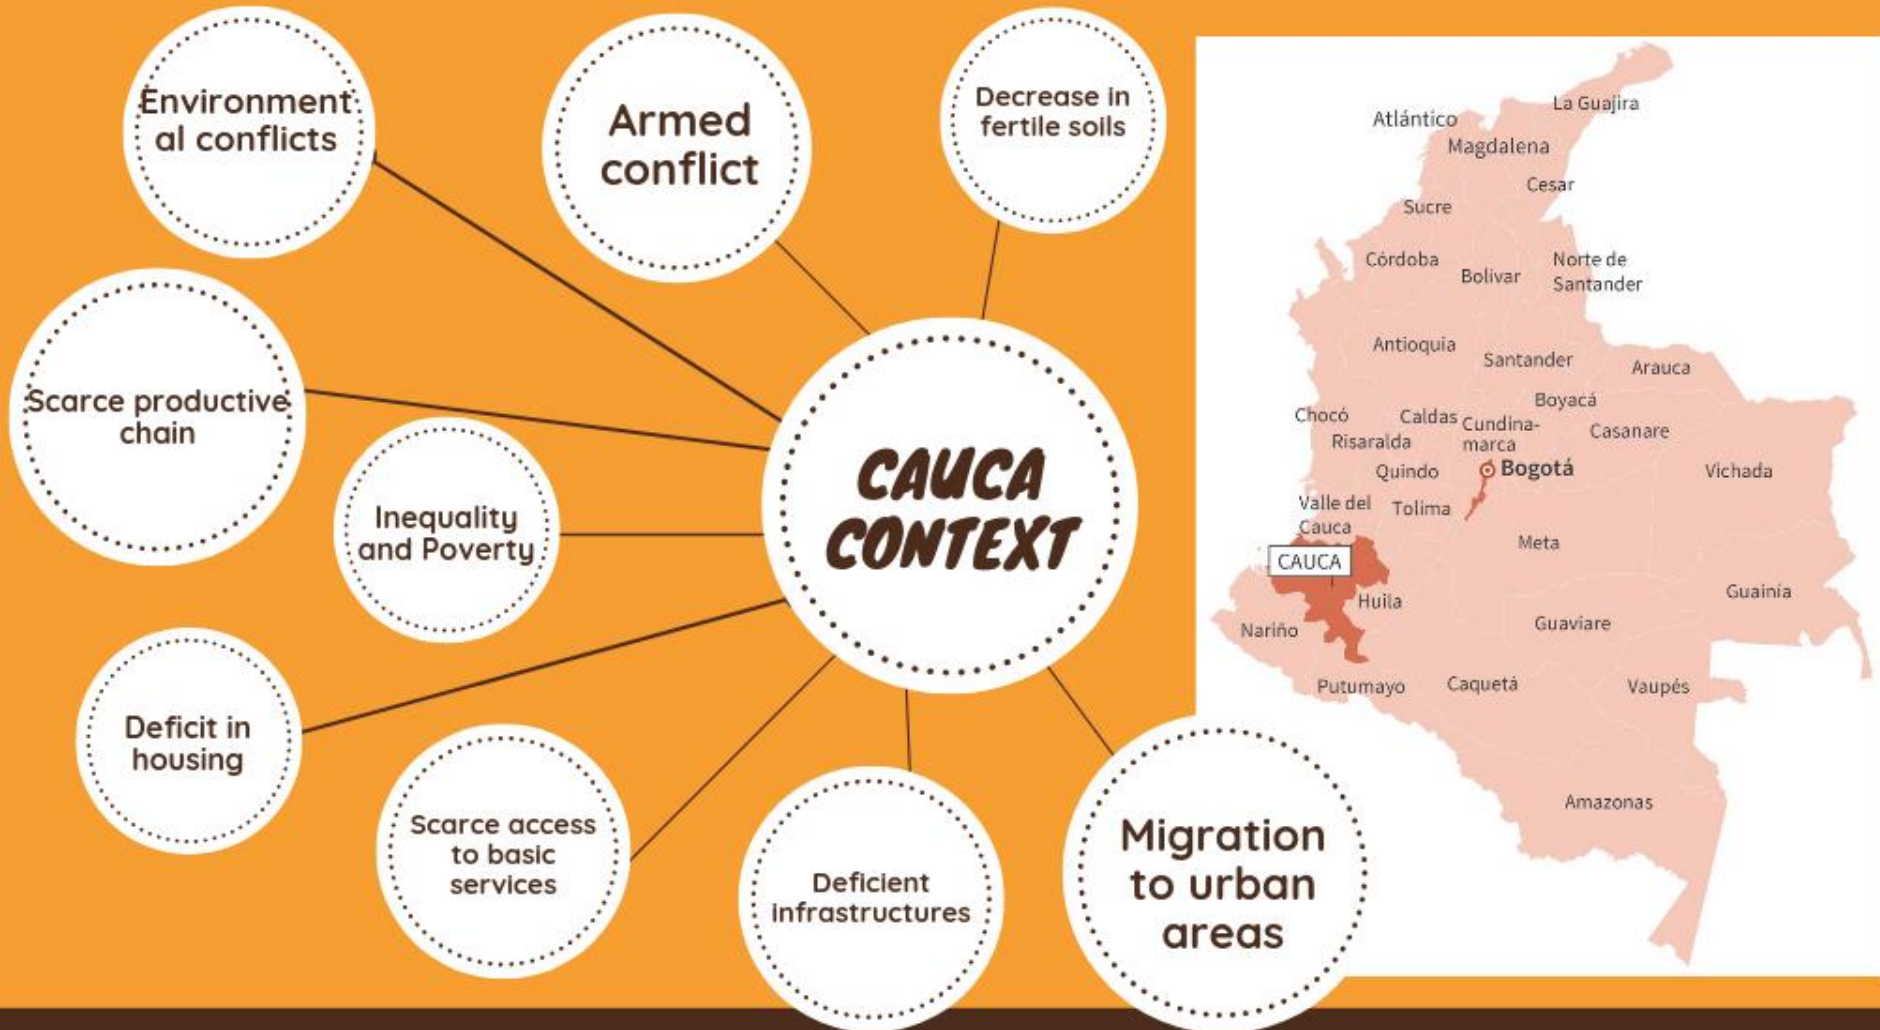 Environment
al conflicts
Armed
conflict
Decrease in
fertile soils
Scarce productive
chain
Inequality
and Poverty
CAUCA
CONTEXT
Deficit in
housing
Scarce access
to basic
services
Deficient
infrastructures
Migration
to urban
areas
La Guajira
Atlántico
Magdalena
Cesar
Sucre
Córdoba
Bolivar
Norte de
Santander
Antioquia
Santander
Arauca
Boyacá
Chocó
Caldas
Cundina-
marca
Casanare
Risaralda
Quindo
Bogotá
Vichada
Valle del
Cauca
Tolima
Meta
CAUCA
Guainía
Huila
Nariño
Guaviare
Putumayo
Caquetá
Vaupés
Amazonas